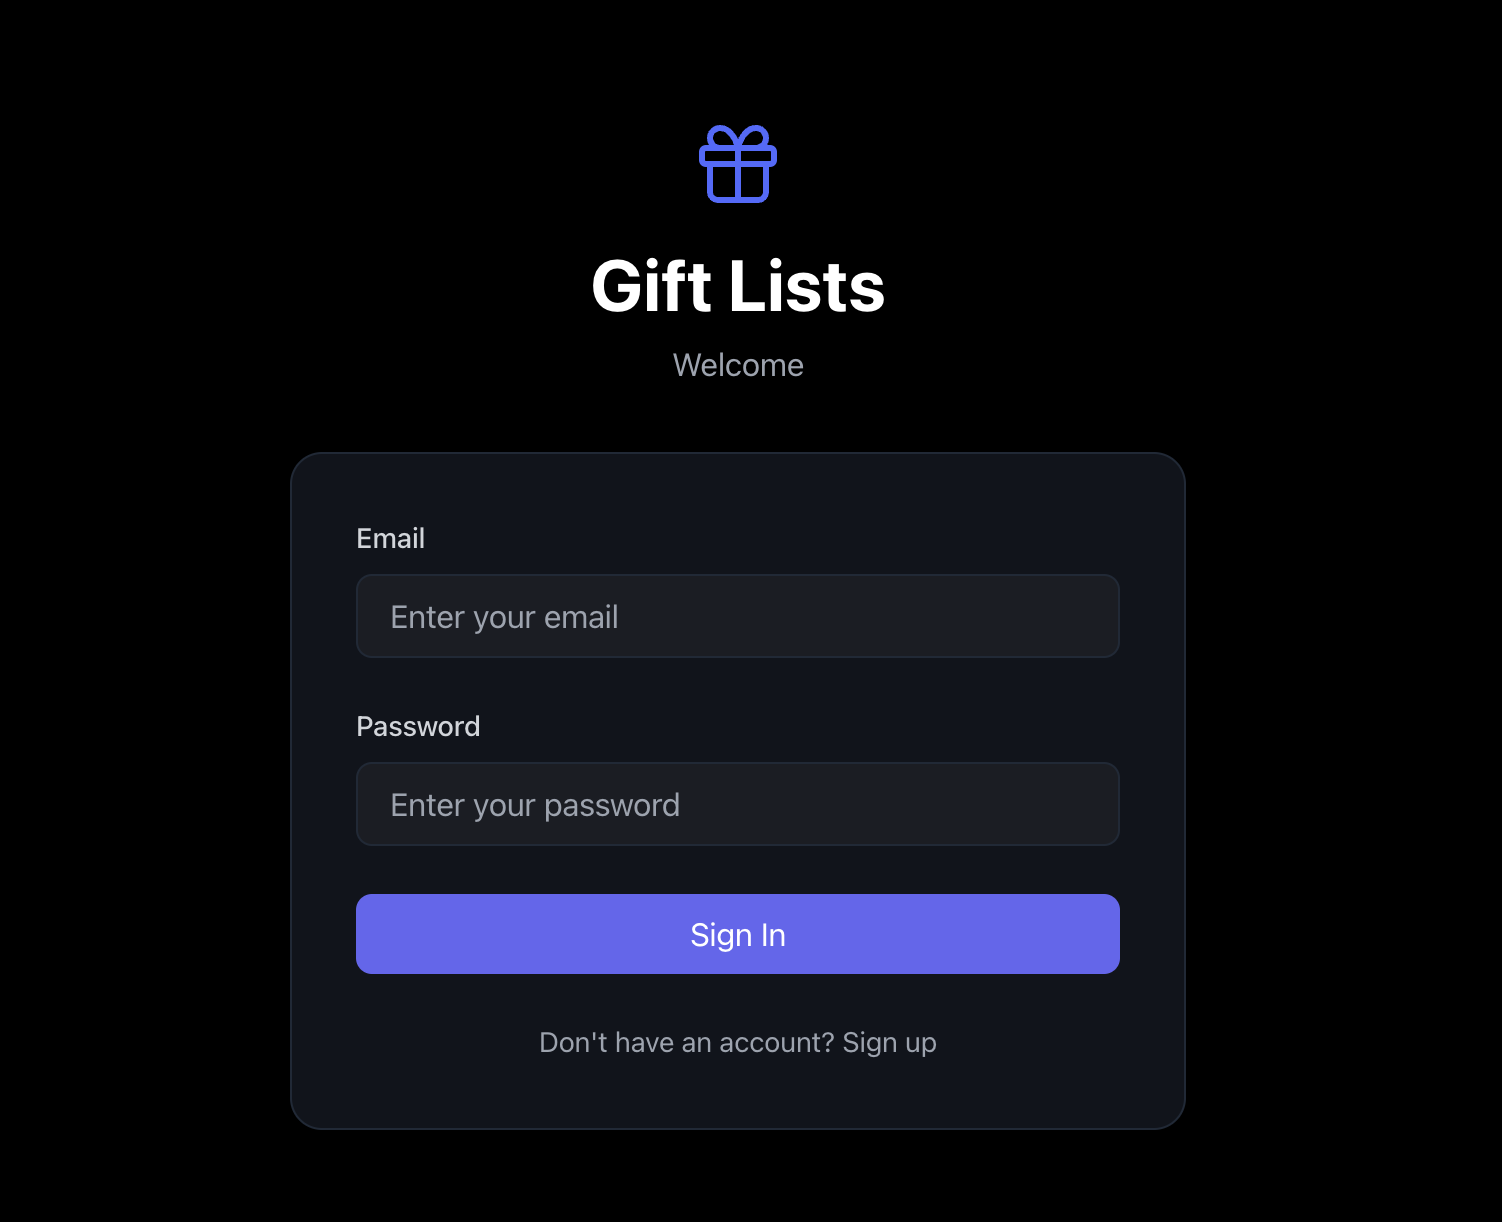 Gift Lists
Welcome
Email
Enter your email
Password
Enter your password
Sign In
Don't have an account? Sign up